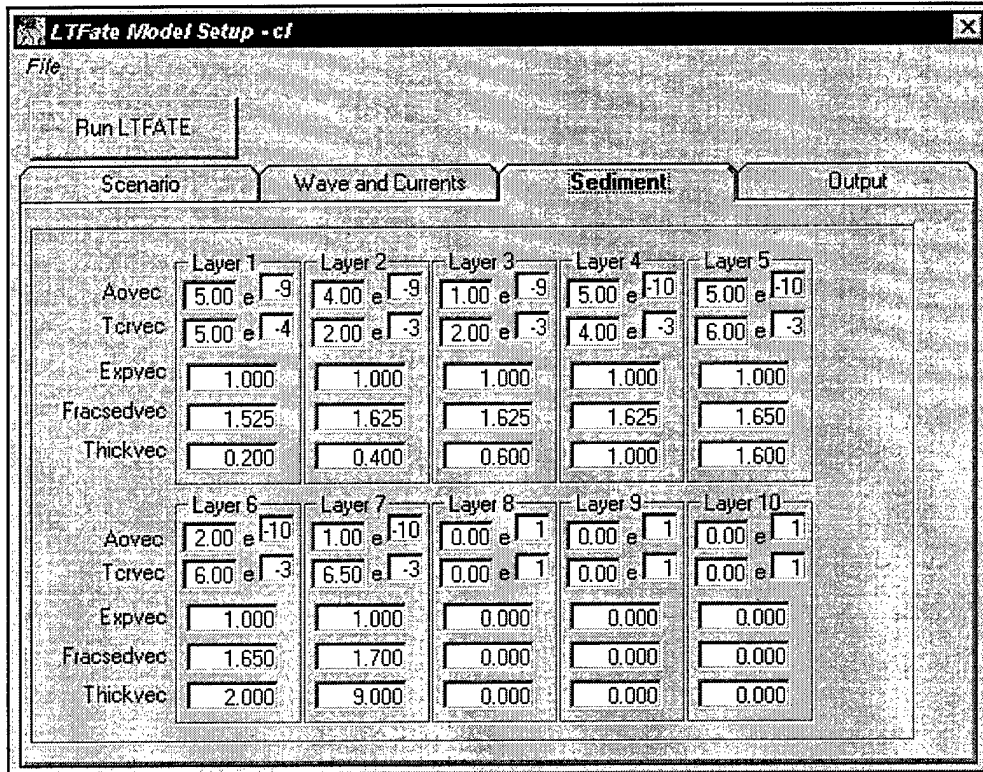 LTFate Model Setup - cl
File
Run LTFATE
Scenario Wave and Currents Sediment Output
Layer 1 Layer 2 Layer 3 Layer 4 Layer 5
Aovec 5.00 e -9 4.00 e -9 1.00 e -9 5.00 e -10 5.00 e -10
Tcrvec 5.00 e -4 2.00 e -3 2.00 e -3 4.00 e -3 6.00 e -3
Expvec 1.000 1.000 1.000 1.000 1.000
Fracsedvec 1.525 1.625 1.625 1.625 1.650
Thickvec 0.200 0.400 0.600 1.000 1.600
Layer 6 Layer 7 Layer 8 Layer 9 Layer 10
Aovec 2.00 e -10 1.00 e -10 0.00 e 1 0.00 e 1 0.00 e 1
Tcrvec 6.00 e -3 6.50 e -3 0.00 e 1 0.00 e 1 0.00 e 1
Expvec 1.000 1.000 0.000 0.000 0.000
Fracsedvec 1.650 1.700 0.000 0.000 0.000
Thickvec 2.000 9.000 0.000 0.000 0.000